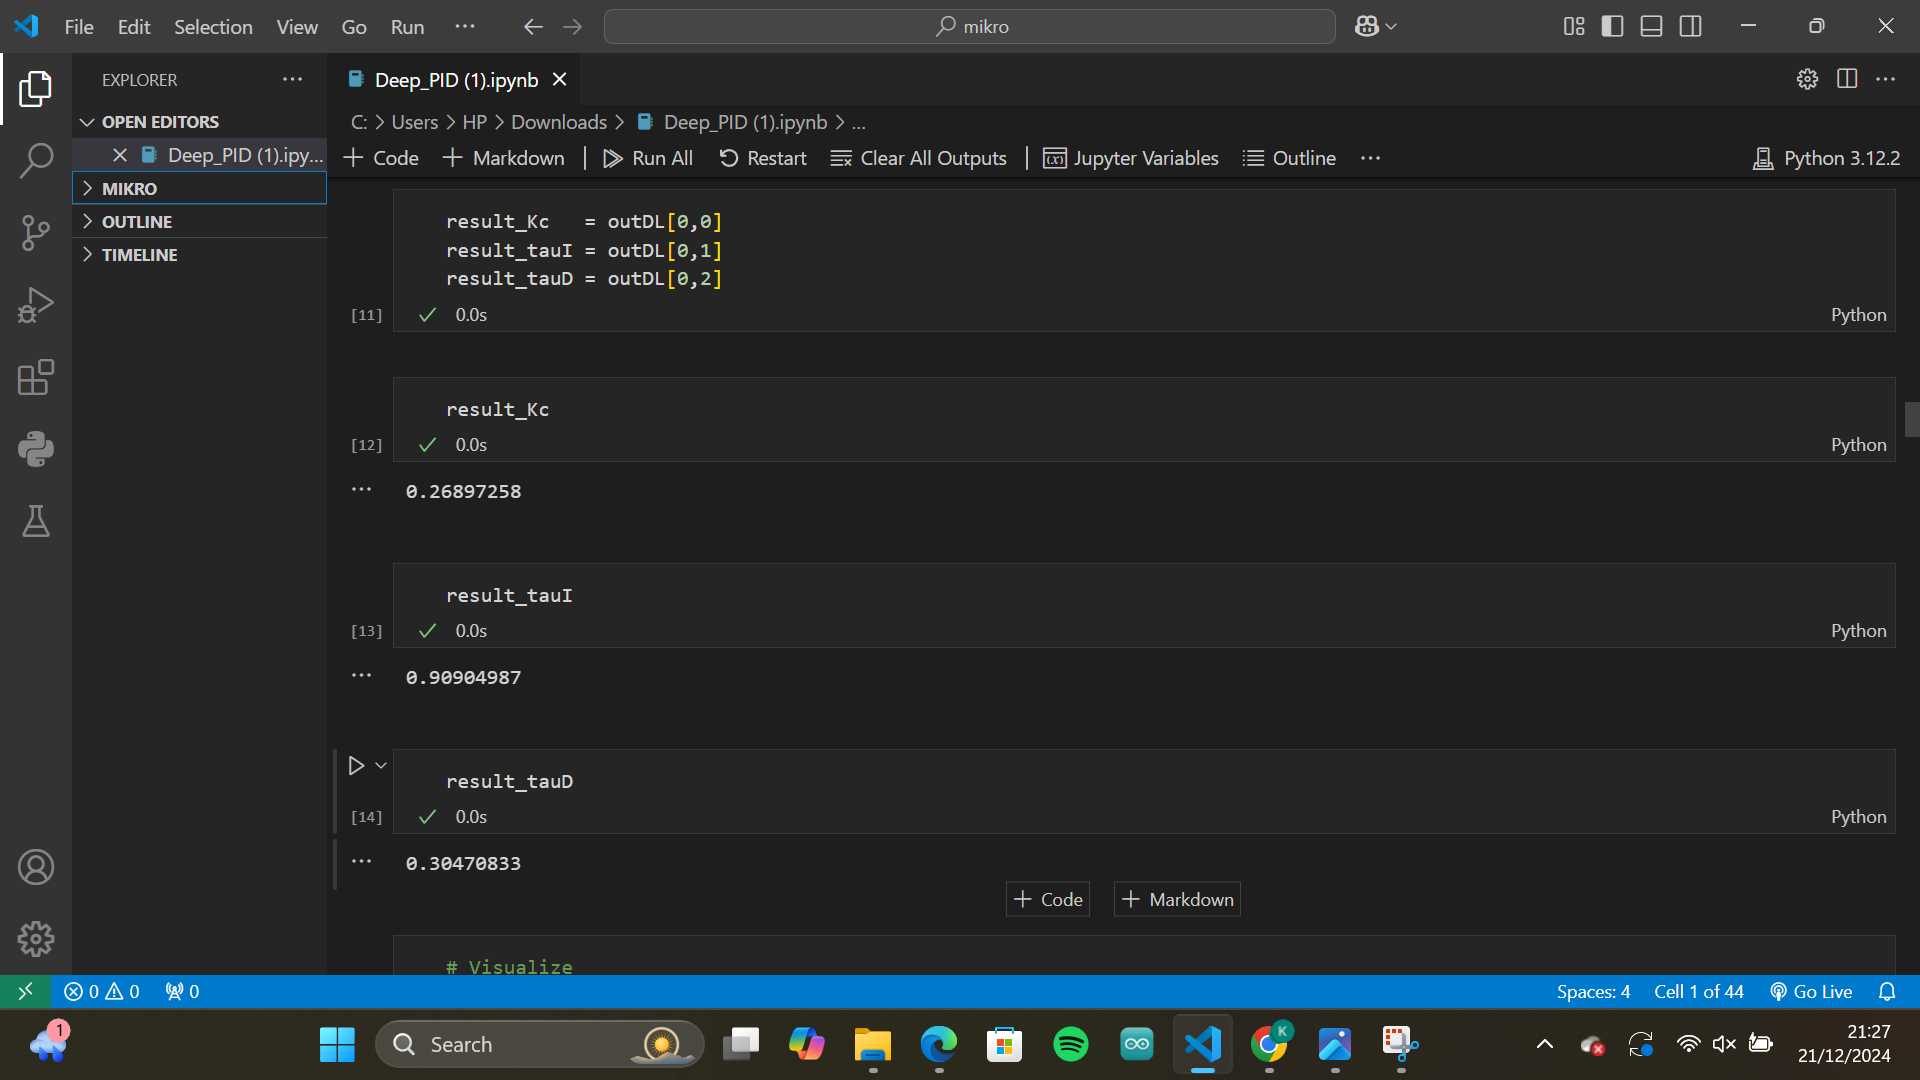 File Edit Selection View Go Run ···
mikro
EXPLORER ···
Deep_PID (1).ipynb
OPEN EDITORS
Deep_PID (1).ipy...
MIKRO
OUTLINE
TIMELINE
C: > Users > HP > Downloads > Deep_PID (1).ipynb > ...
+ Code + Markdown | Run All Restart Clear All Outputs | Jupyter Variables Outline ··· Python 3.12.2
result_Kc   = outDL[0,0]
result_tauI = outDL[0,1]
result_tauD = outDL[0,2]
[11] 0.0s Python
result_Kc
[12] 0.0s Python
··· 0.26897258
result_tauI
[13] 0.0s Python
··· 0.90904987
result_tauD
[14] 0.0s Python
··· 0.30470833
+ Code + Markdown
# Visualize
0 0 0 Spaces: 4 Cell 1 of 44 Go Live
1 Search K 21:27
21/12/2024